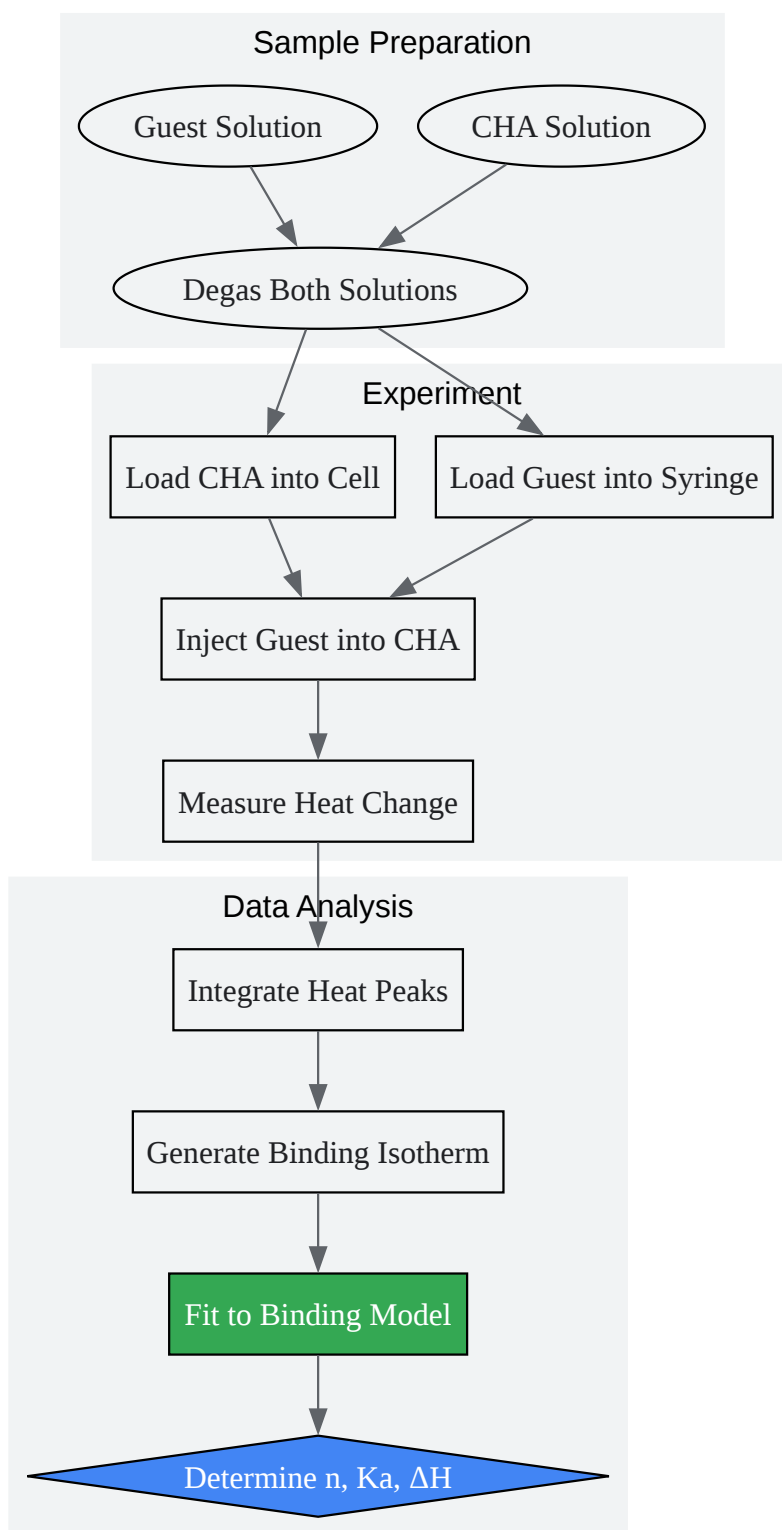 Sample Preparation
Guest Solution
CHA Solution
Degas Both Solutions
Experiment
Load CHA into Cell
Load Guest into Syringe
Inject Guest into CHA
Measure Heat Change
Data Analysis
Integrate Heat Peaks
Generate Binding Isotherm
Fit to Binding Model
Determine n, Ka, ΔH